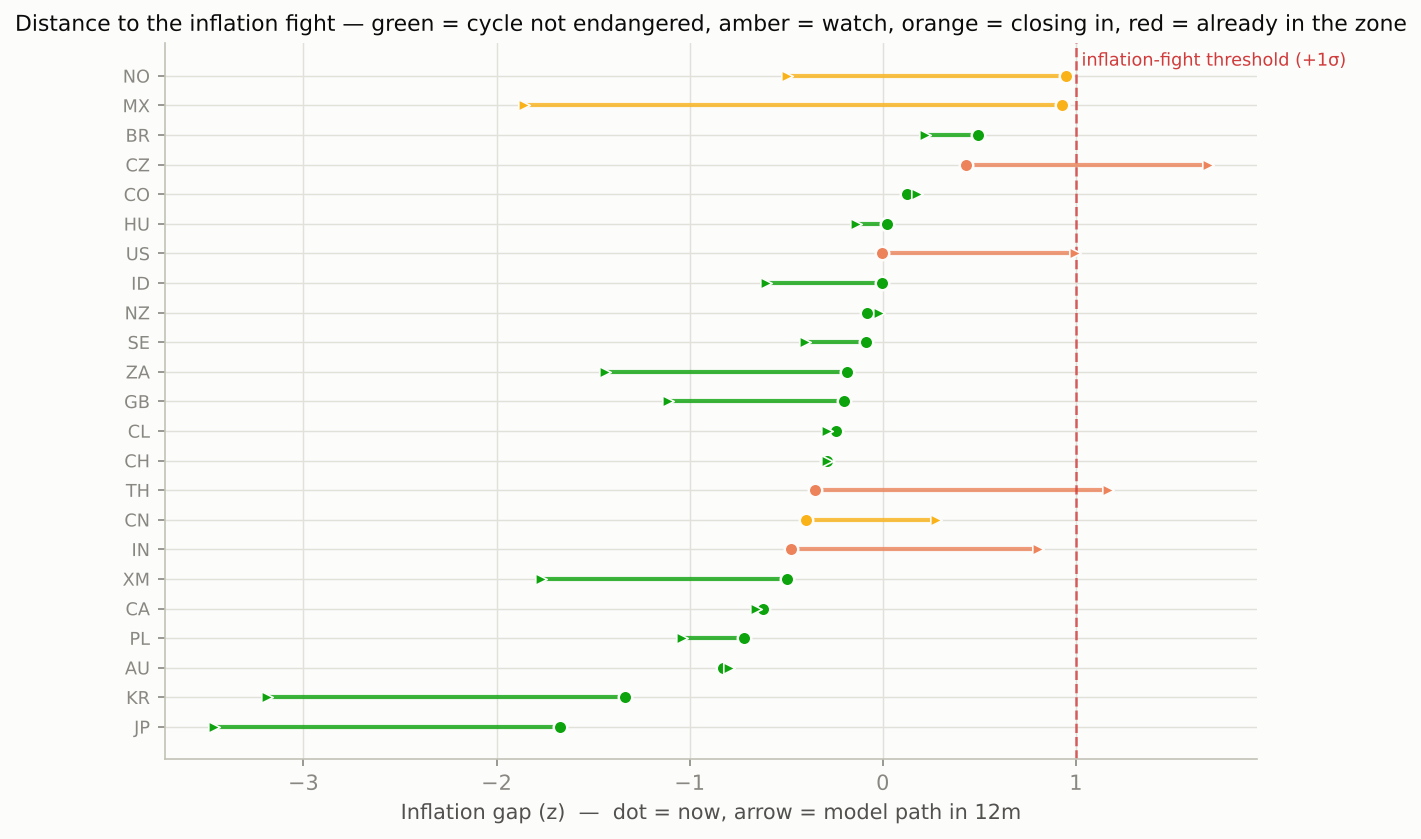 Distance to the inflation fight — green = cycle not endangered, amber = watch, orange = closing in, red = already in the zone
inflation-fight threshold (+1σ)
NO
MX
BR
CZ
CO
HU
US
ID
NZ
SE
ZA
GB
CL
CH
TH
CN
IN
XM
CA
PL
AU
KR
JP
−3
−2
−1
0
1
Inflation gap (z) — dot = now, arrow = model path in 12m